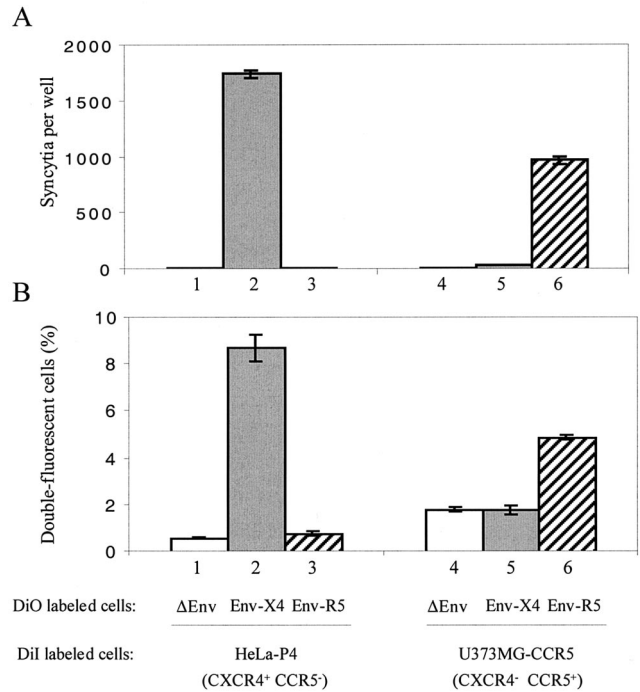 A
Syncytia per well
2000
1500
1000
500
0
1 2 3 4 5 6
B
Double-fluorescent cells (%)
10
8
6
4
2
0
1 2 3 4 5 6
DiO labeled cells: ΔEnv Env-X4 Env-R5 ΔEnv Env-X4 Env-R5
DiI labeled cells: HeLa-P4 U373MG-CCR5
(CXCR4⁺ CCR5⁻) (CXCR4⁻ CCR5⁺)